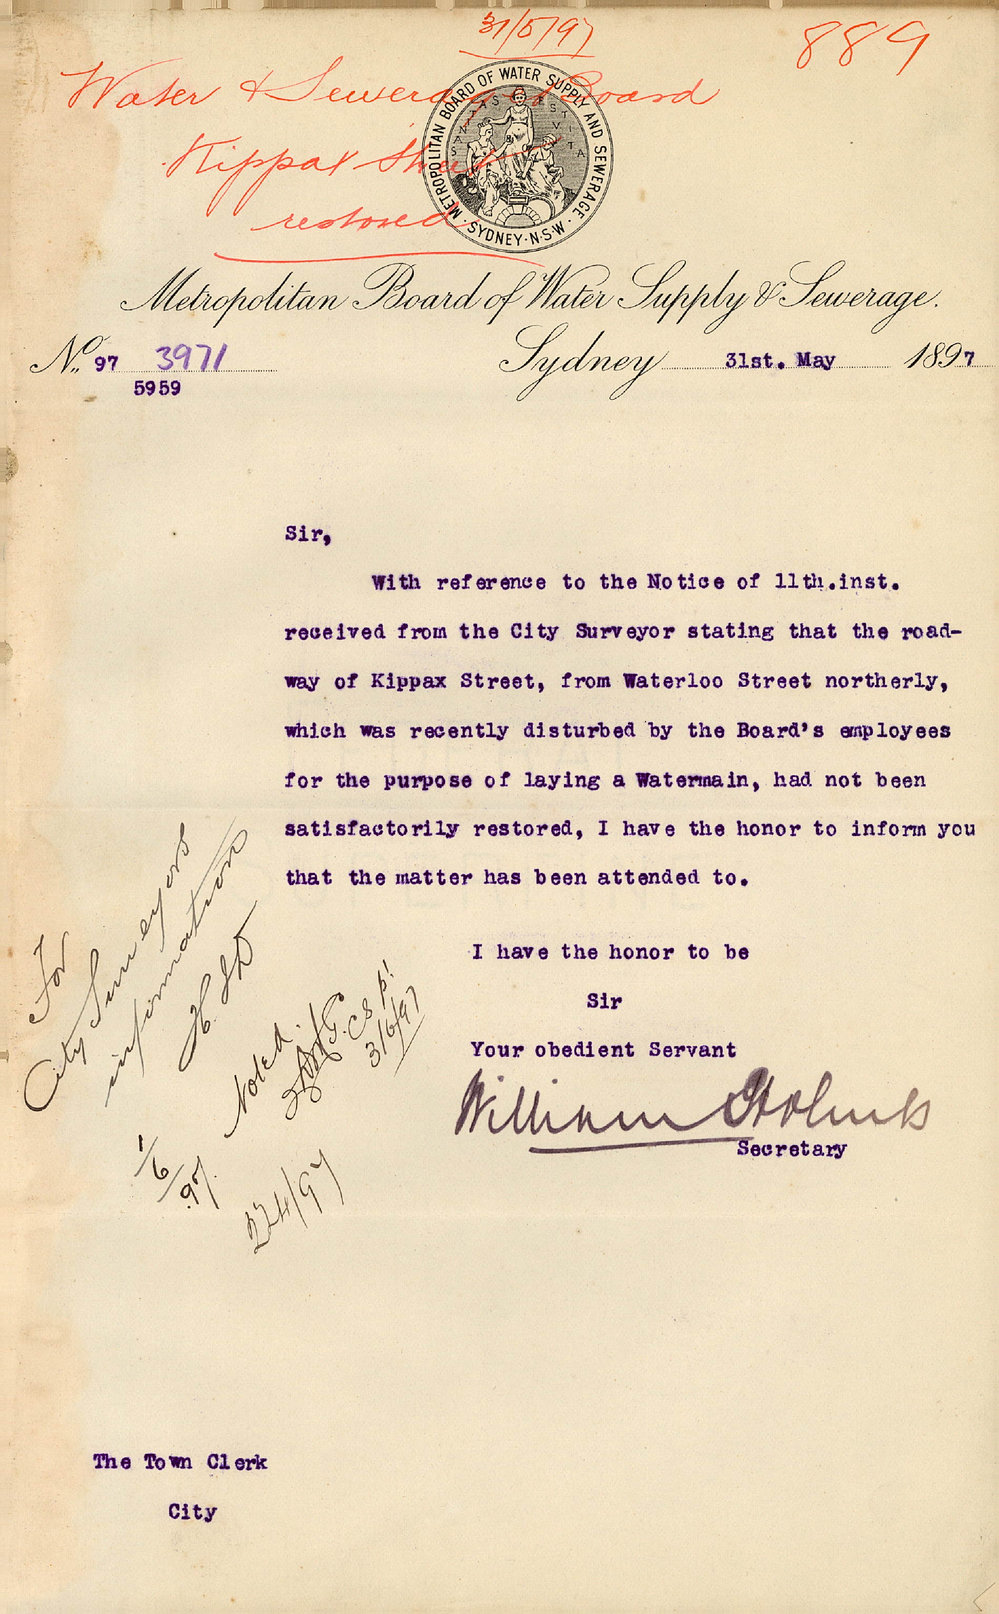 31/5/97
889
Water & Sewerage Board
Kippax Street
restored
METROPOLITAN BOARD OF WATER SUPPLY AND SEWERAGE.
SYDNEY·N·S·W·
Metropolitan Board of Water Supply & Sewerage.
No. 97 3971
5959
Sydney 31st. May 1897
Sir,
With reference to the Notice of 11th.inst.
received from the City Surveyor stating that the road-
way of Kippax Street, from Waterloo Street northerly,
which was recently disturbed by the Board's employees
for the purpose of laying a Watermain, had not been
satisfactorily restored, I have the honor to inform you
that the matter has been attended to.
I have the honor to be
Sir
Your obedient Servant
William Holmes
Secretary
For
City Surveyors
information
1/6/97.
Noted.
3/6/97
224/97
The Town Clerk
City